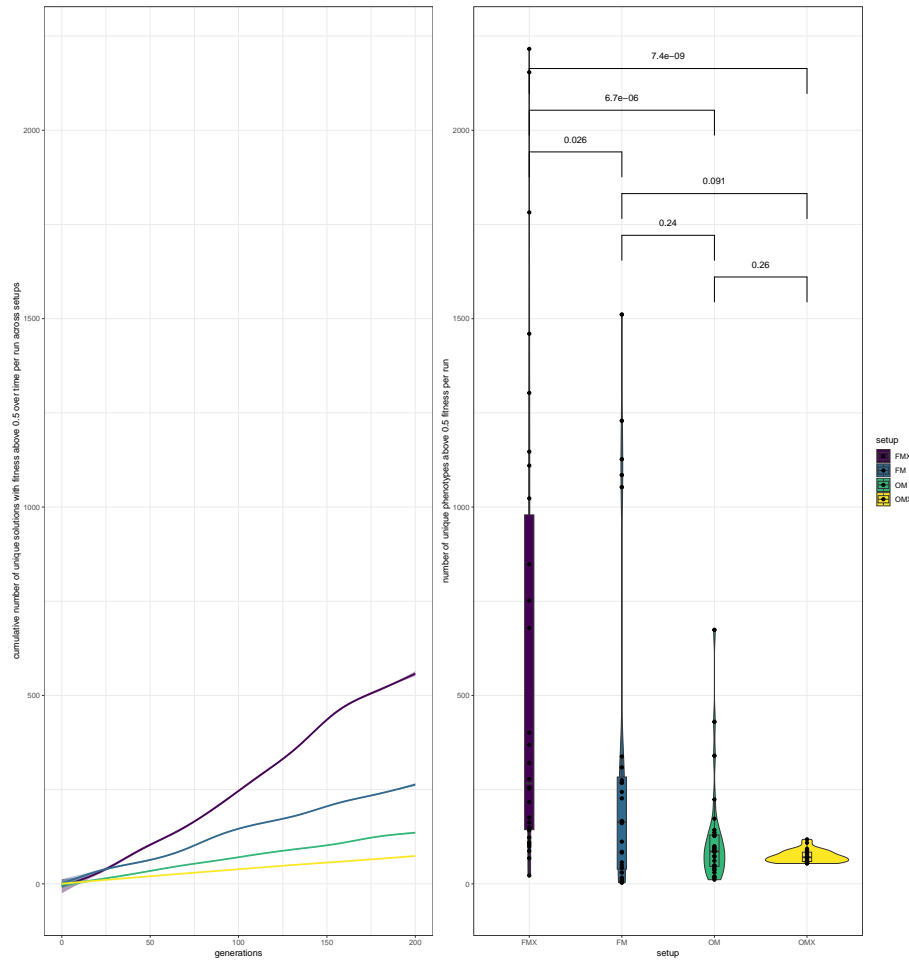 cumulative number of unique solutions with fitness above 0.5 over time per run across setups
2000
1500
1000
500
0
0 50 100 150 200
generations
number of unique phenotypes above 0.5 fitness per run
2000
1500
1000
500
0
7.4e−09
6.7e−06
0.026
0.091
0.24
0.26
FMX FM OM OMX
setup
setup
FMX
FM
OM
OMX